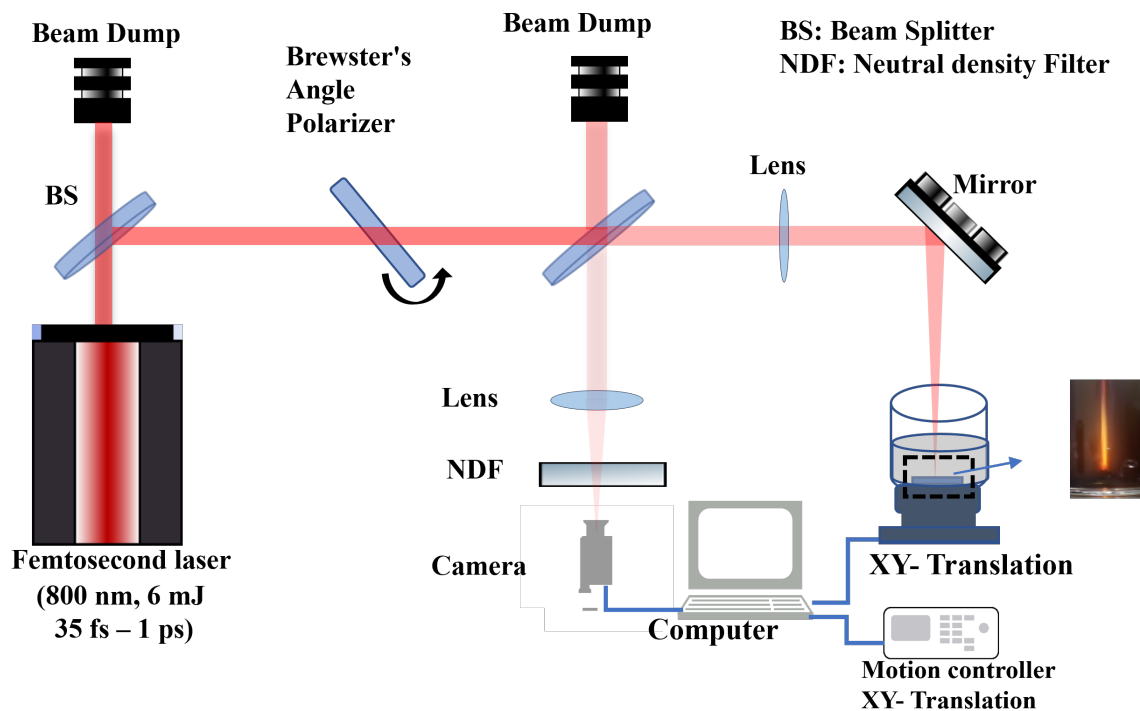 Beam Dump
Beam Dump
BS: Beam Splitter
NDF: Neutral density Filter
Brewster's
Angle
Polarizer
Lens
Mirror
BS
Lens
NDF
Femtosecond laser
(800 nm, 6 mJ
35 fs – 1 ps)
Camera
XY- Translation
Computer
Motion controller
XY- Translation